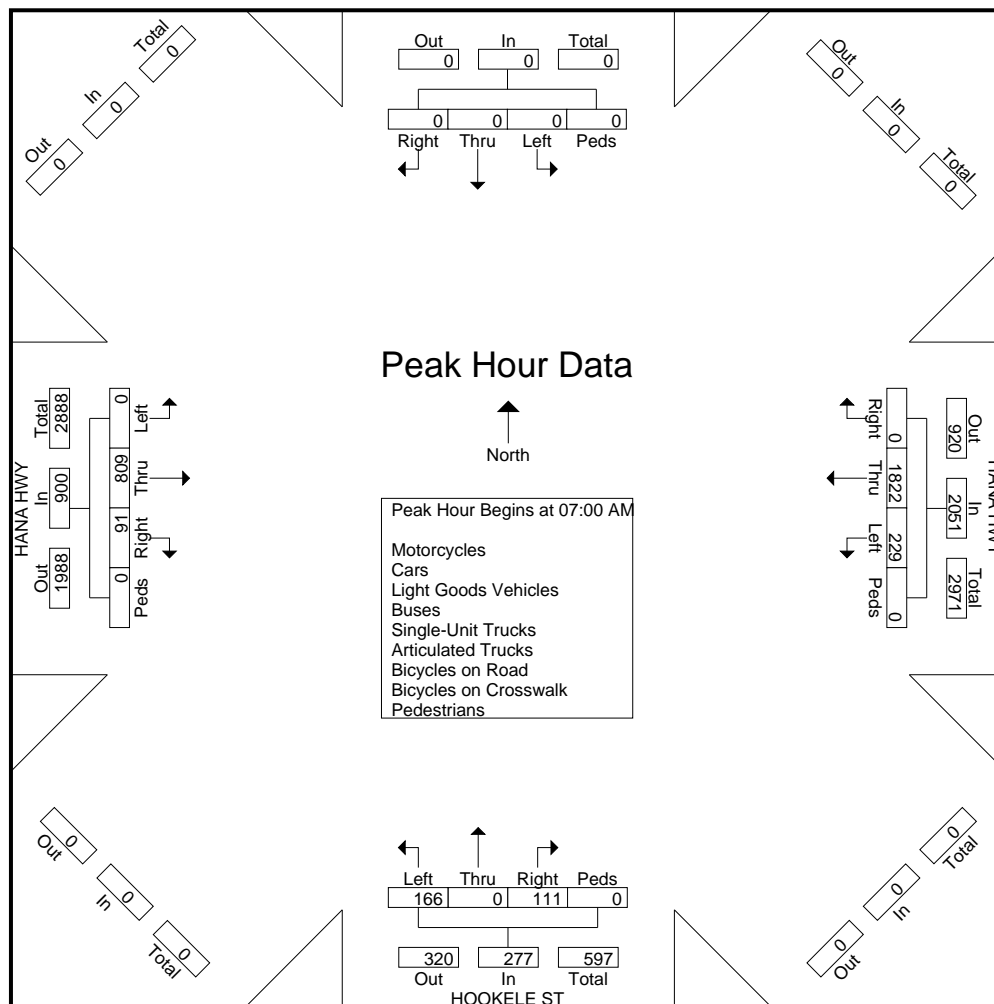 Out In Total
0 0 0
0 0 0 0
Right Thru Left Peds
Total
0
In
0
Out
0
Out
0
In
0
Total
0
Peak Hour Data
North
HANA HWY
Total In Out
2888 900 1988
0 809 91 0
Left Thru Right Peds
Right Thru Left Peds
0 1822 229 0
Out In Total
920 2051 2971
HANA HWY
Peak Hour Begins at 07:00 AM
Motorcycles
Cars
Light Goods Vehicles
Buses
Single-Unit Trucks
Articulated Trucks
Bicycles on Road
Bicycles on Crosswalk
Pedestrians
0
Out
0
In
0
Total
0
Total
0
In
0
Out
Left Thru Right Peds
166 0 111 0
320 277 597
Out In Total
HOOKELE ST